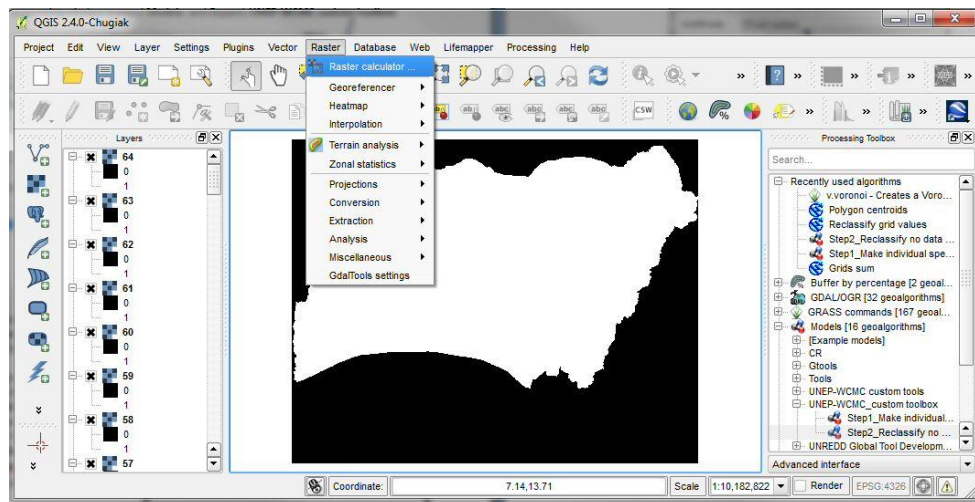 QGIS 2.4.0-Chugiak
Project Edit View Layer Settings Plugins Vector Raster Database Web Lifemapper Processing Help
Raster calculator ...
Georeferencer
Heatmap
Interpolation
Terrain analysis
Zonal statistics
Projections
Conversion
Extraction
Analysis
Miscellaneous
GdalTools settings
CSW
Layers
64
0
1
63
0
1
62
0
1
61
0
1
60
0
1
59
0
1
58
0
1
57
Processing Toolbox
Search...
Recently used algorithms
v.voronoi - Creates a Voro...
Polygon centroids
Reclassify grid values
Step2_Reclassify no data ...
Step1_Make individual spe...
Grids sum
Buffer by percentage [2 geoal...
GDAL/OGR [32 geoalgorithms]
GRASS commands [167 geoal...
Models [16 geoalgorithms]
[Example models]
CR
Gtools
Tools
UNEP-WCMC custom tools
UNEP-WCMC_custom toolbox
Step1_Make individual...
Step2_Reclassify no ...
UNREDD Global Tool Developm...
Advanced interface
Coordinate: 7.14,13.71 Scale 1:10,182,822 Render EPSG:4326